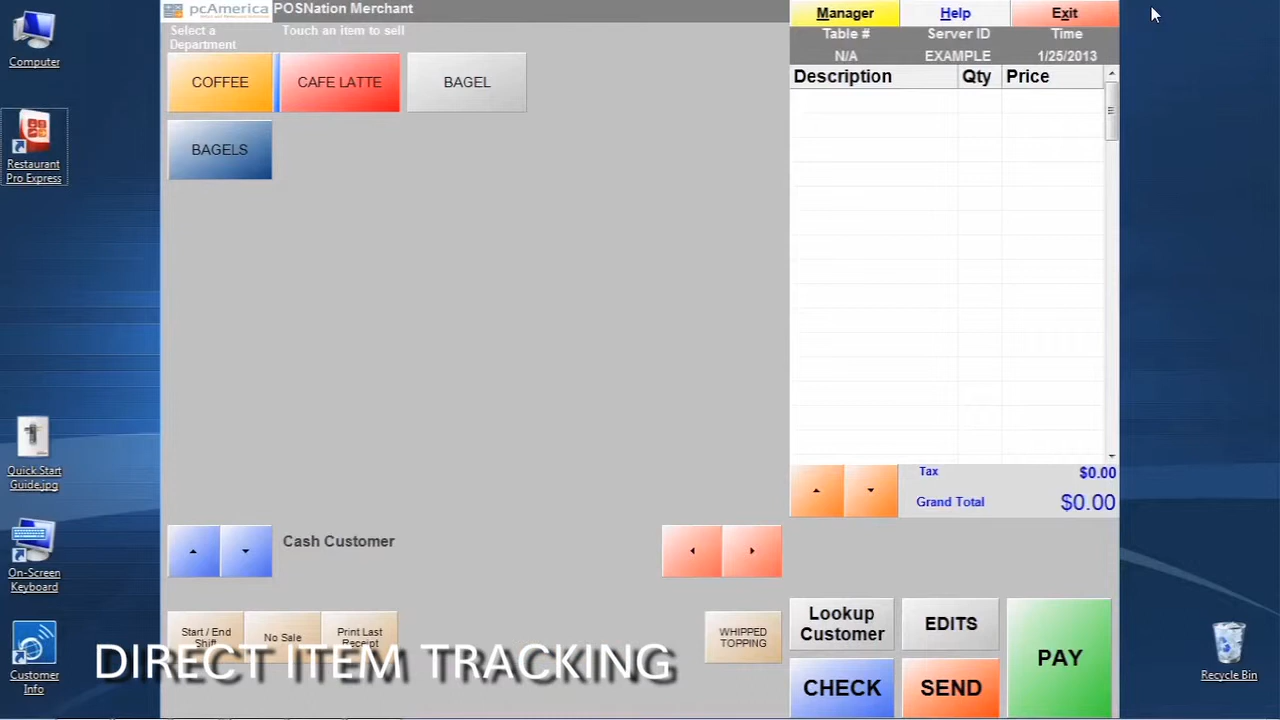 Computer
Restaurant
Pro Express
Quick Start
Guide.jpg
On-Screen
Keyboard
Customer
Info
pcAmerica
POSNation Merchant
Select a
Department
Touch an item to sell
COFFEE
CAFE LATTE
BAGEL
BAGELS
Cash Customer
Start / End
Shift
No Sale
Print Last
Receipt
WHIPPED
TOPPING
DIRECT ITEM TRACKING
Manager
Help
Exit
Table #
Server ID
Time
N/A
EXAMPLE
1/25/2013
Description
Qty
Price
Tax
$0.00
Grand Total
$0.00
Lookup
Customer
EDITS
PAY
CHECK
SEND
Recycle Bin